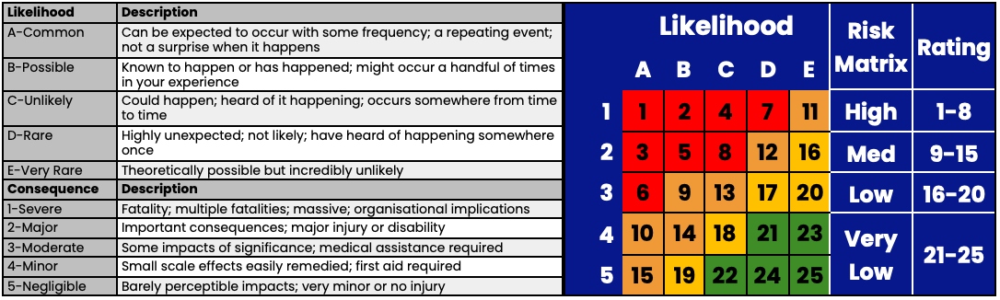 Likelihood Description
A-Common Can be expected to occur with some frequency; a repeating event;
not a surprise when it happens
B-Possible Known to happen or has happened; might occur a handful of times
in your experience
C-Unlikely Could happen; heard of it happening; occurs somewhere from time
to time
D-Rare Highly unexpected; not likely; have heard of happening somewhere
once
E-Very Rare Theoretically possible but incredibly unlikely
Consequence Description
1-Severe Fatality; multiple fatalities; massive; organisational implications
2-Major Important consequences; major injury or disability
3-Moderate Some impacts of significance; medical assistance required
4-Minor Small scale effects easily remedied; first aid required
5-Negligible Barely perceptible impacts; very minor or no injury
Likelihood
Risk
Matrix
Rating
A B C D E
1 1 2 4 7 11 High 1-8
2 3 5 8 12 16 Med 9-15
3 6 9 13 17 20 Low 16-20
4 10 14 18 21 23 Very
Low
21-25
5 15 19 22 24 25